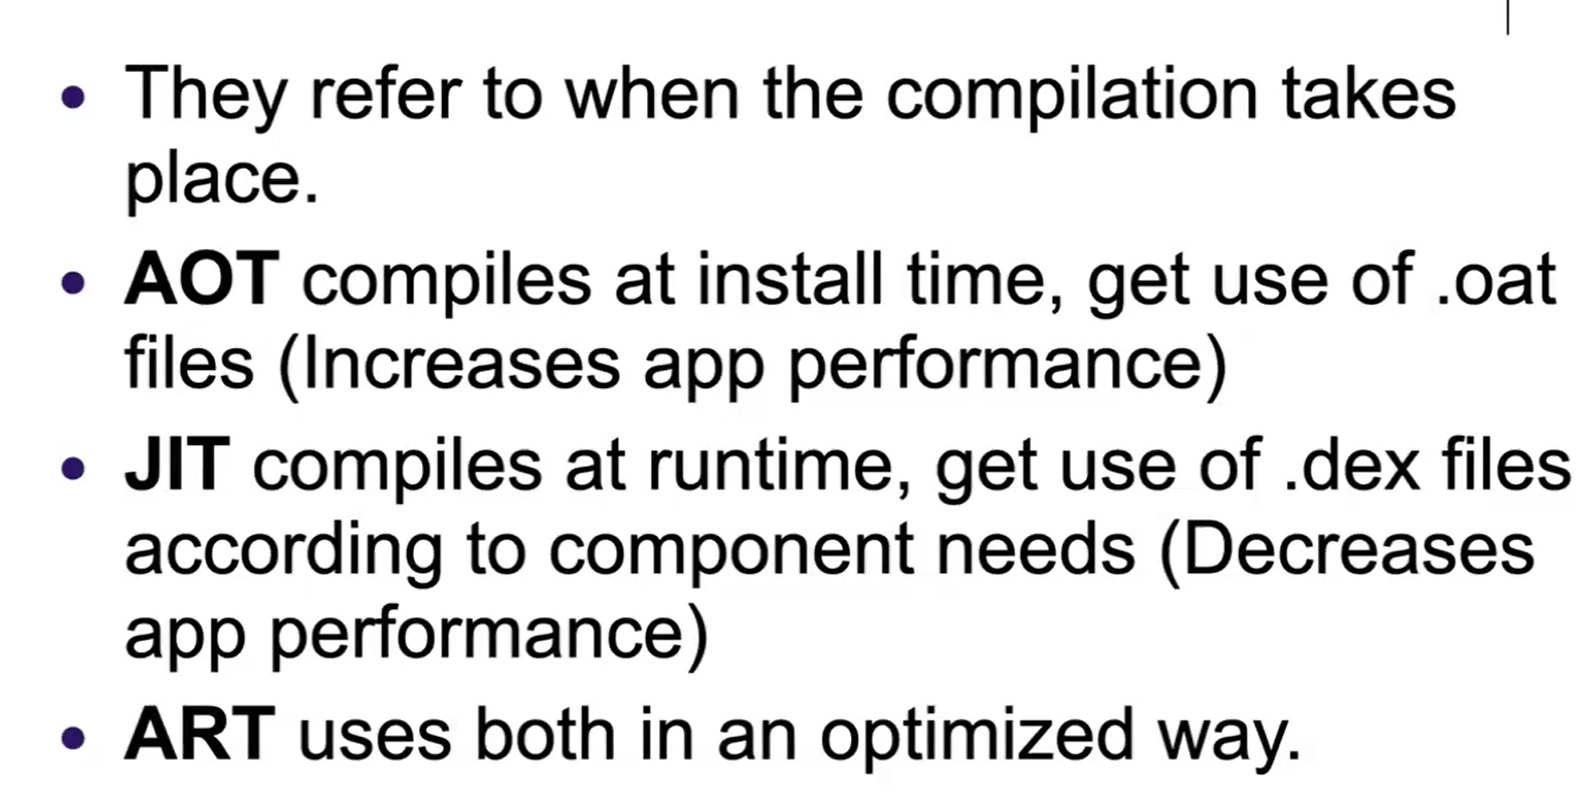 • They refer to when the compilation takes
place.
• AOT compiles at install time, get use of .oat
files (Increases app performance)
• JIT compiles at runtime, get use of .dex files
according to component needs (Decreases
app performance)
• ART uses both in an optimized way.